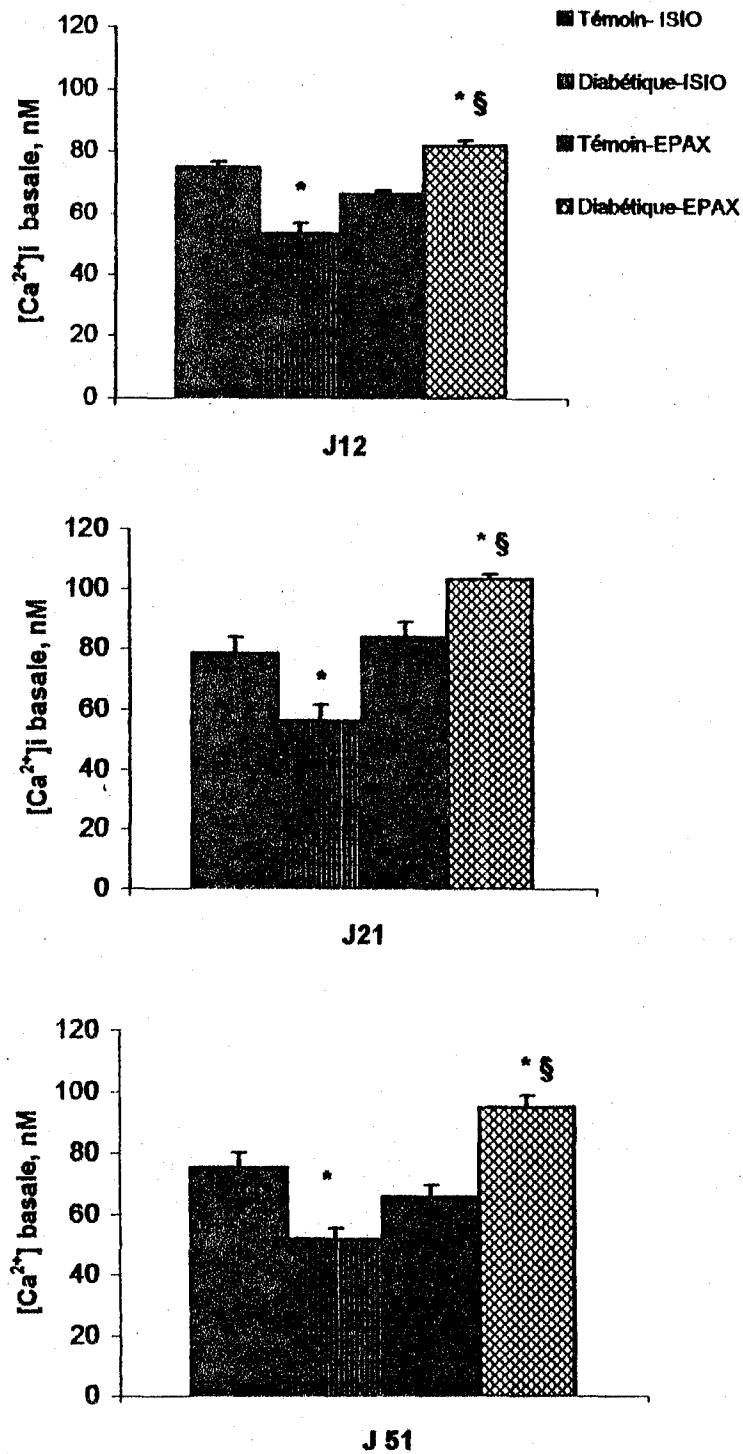 Témoin- ISIO
Diabétique-ISIO
Témoin-EPAX
Diabétique-EPAX
[Ca²⁺]i basale, nM
120
100
80
60
40
20
0
*
* §
J12
[Ca²⁺]i basale, nM
120
100
80
60
40
20
0
*
* §
J21
[Ca²⁺] basale, nM
120
100
80
60
40
20
0
*
* §
J 51